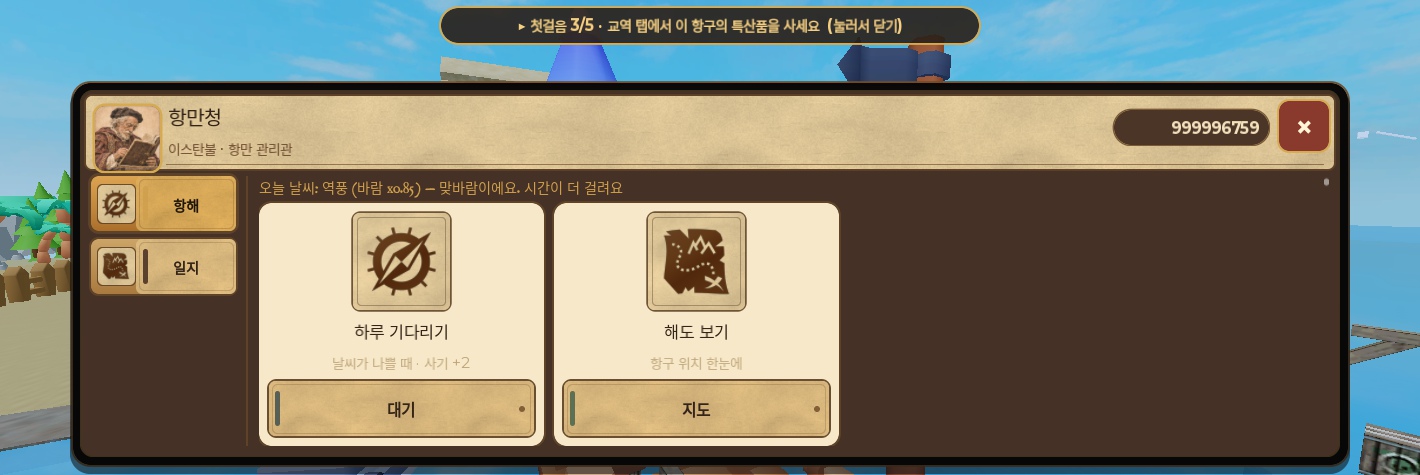 ▸ 첫걸음 3/5 · 교역 탭에서 이 항구의 특산품을 사세요 (눌러서 닫기)
항만청
이스탄불 · 항만 관리관
999996759
×
항해
일지
오늘 날씨: 역풍 (바람 x0.85) — 맞바람이에요. 시간이 더 걸려요
하루 기다리기
날씨가 나쁠 때 · 사기 +2
대기
해도 보기
항구 위치 한눈에
지도